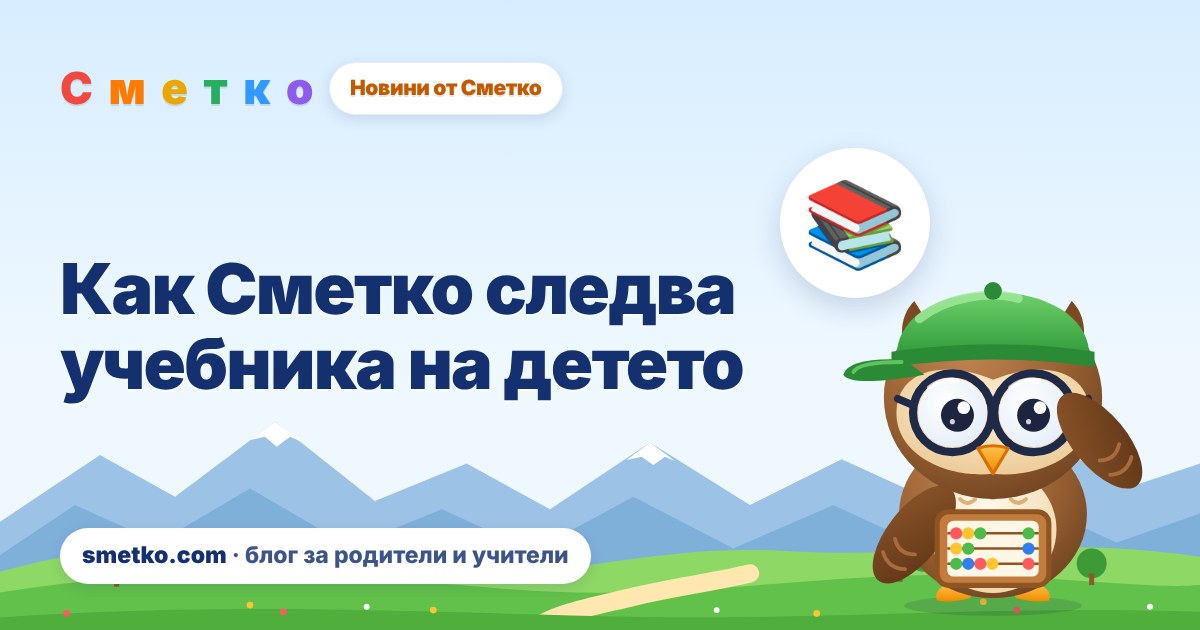 Сметко
Новини от Сметко
Как Сметко следва
учебника на детето
smetko.com · блог за родители и учители